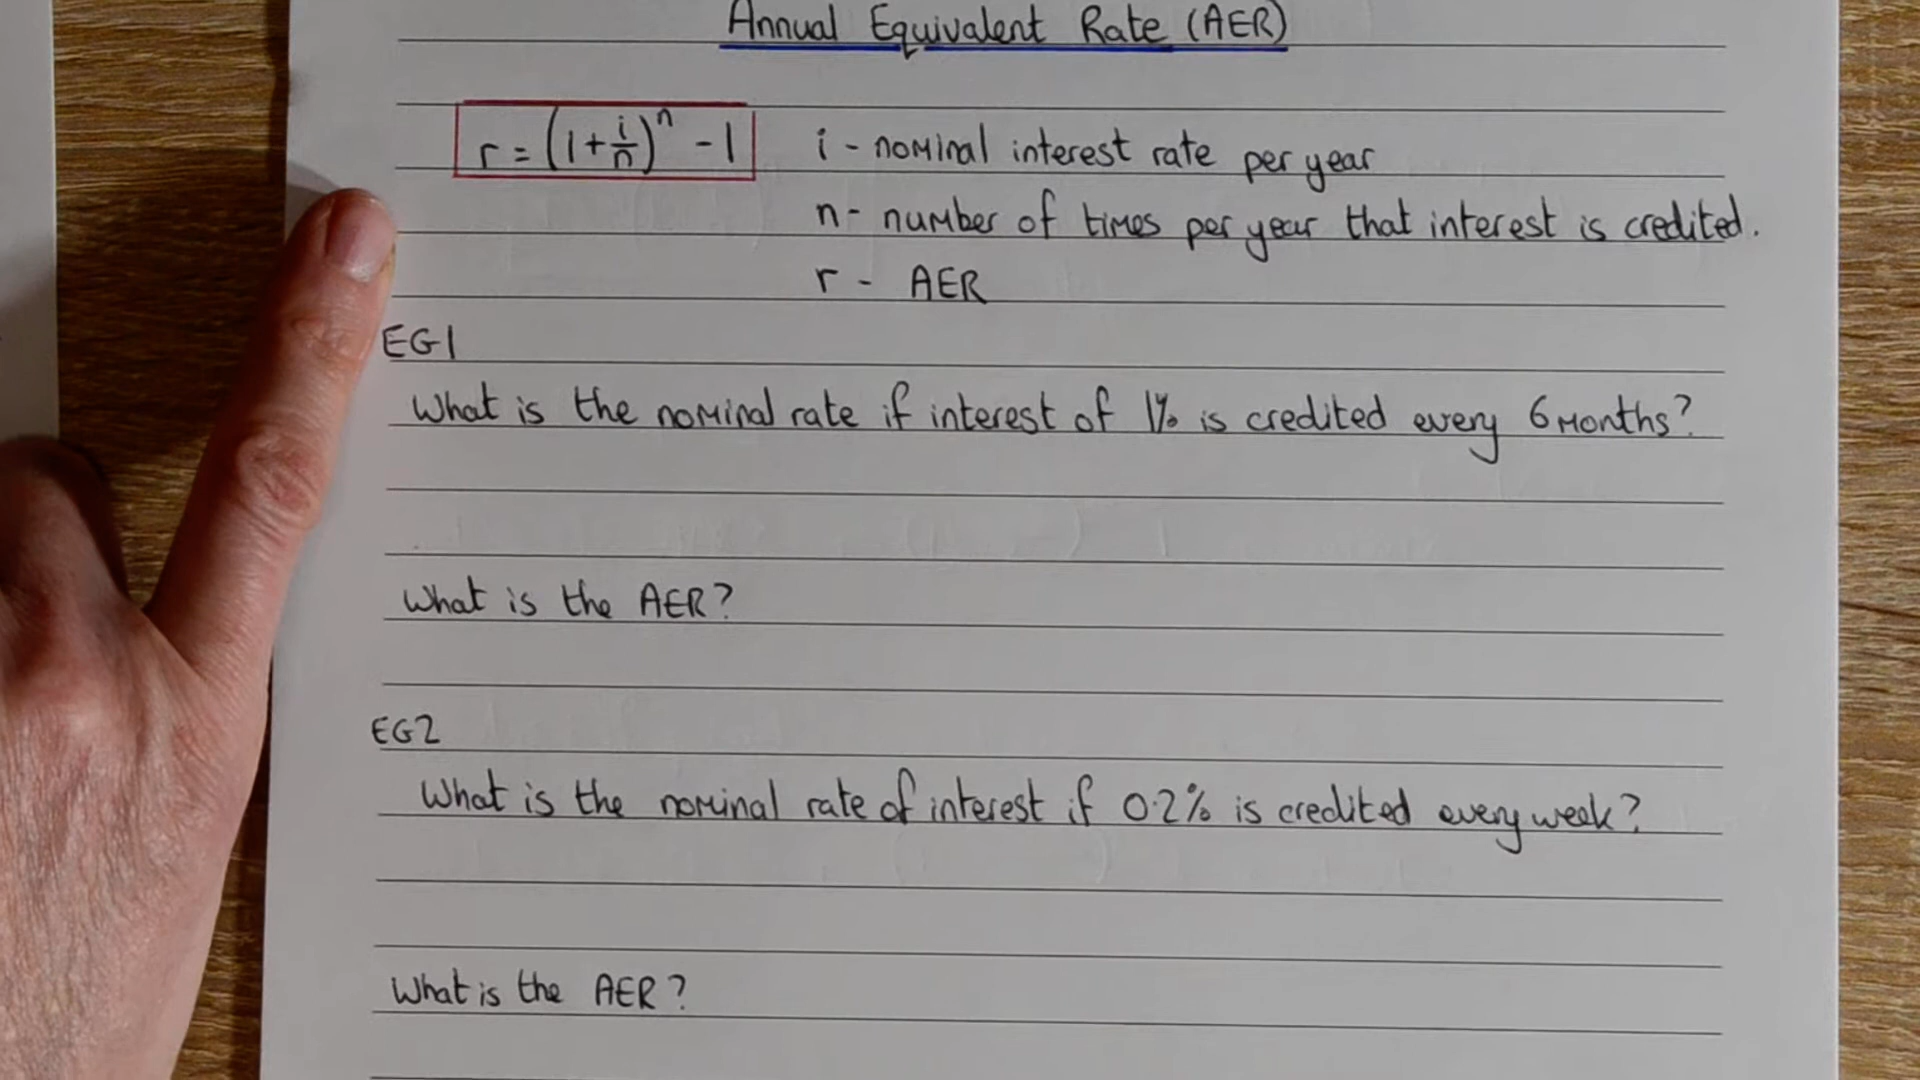 Annual Equivalent Rate (AER)
r = (1 + i/n)^n - 1 i - nominal interest rate per year
n - number of times per year that interest is credited.
r - AER
EG1
What is the nominal rate if interest of 1% is credited every 6 months?
What is the AER?
EG2
What is the nominal rate of interest if 0.2% is credited every week?
What is the AER?